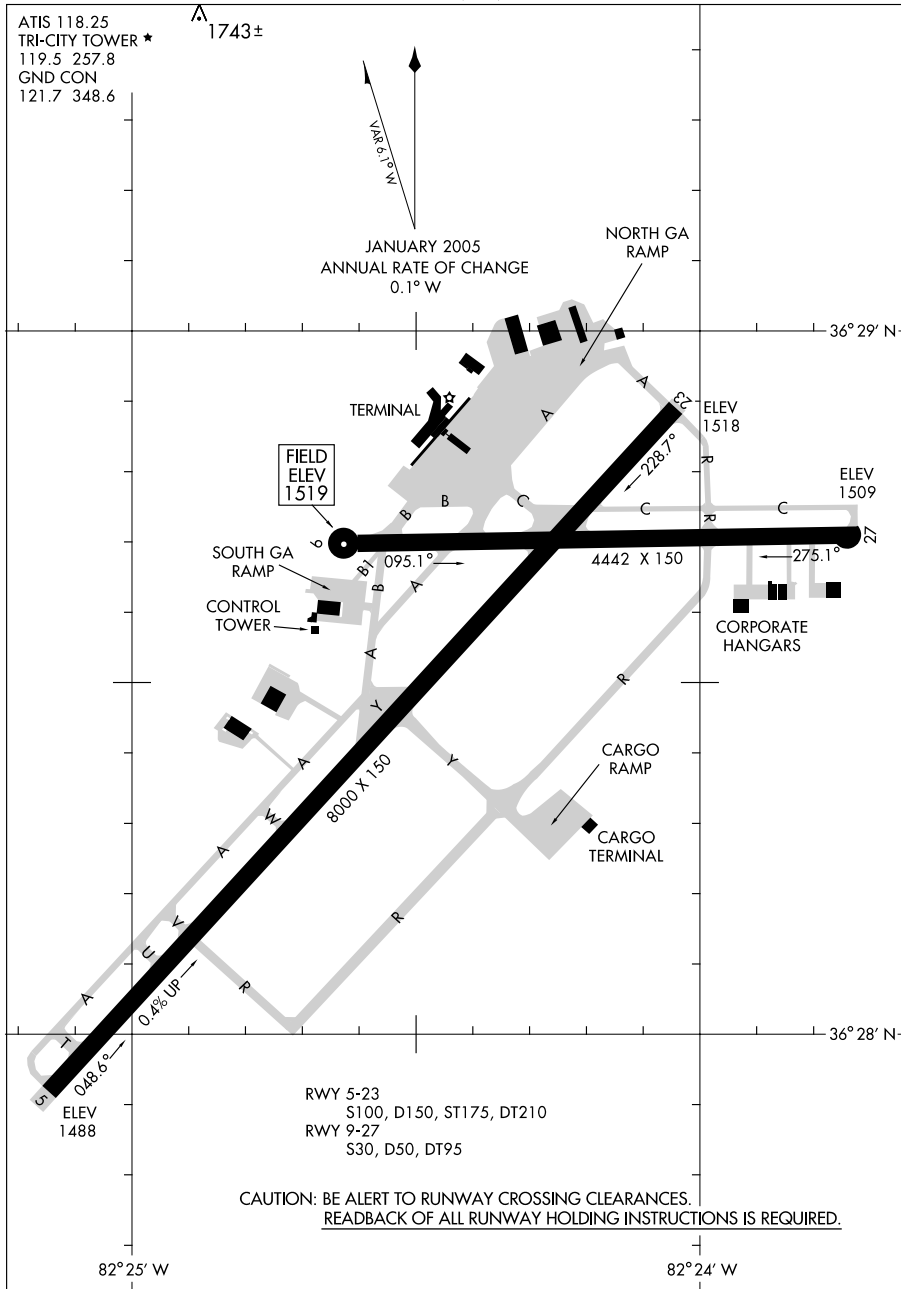 ATIS 118.25
TRI-CITY TOWER ★
119.5 257.8
GND CON
121.7 348.6
1743±
VAR 6.1° W
JANUARY 2005
ANNUAL RATE OF CHANGE
0.1° W
NORTH GA
RAMP
36°29' N
A
23
ELEV
1518
TERMINAL
A
228.7°
R
FIELD
ELEV
1519
ELEV
1509
B
B
C
C
C
R
9
27
SOUTH GA
RAMP
B1
095.1°
4442 X 150
275.1°
B
A
CONTROL
TOWER
CORPORATE
HANGARS
A
R
Y
A
Y
CARGO
RAMP
8000 X 150
W
A
CARGO
TERMINAL
R
V
U
R
0.4% UP
A
T
36°28' N
048.6°
5
ELEV
1488
RWY 5-23
S100, D150, ST175, DT210
RWY 9-27
S30, D50, DT95
CAUTION: BE ALERT TO RUNWAY CROSSING CLEARANCES.
READBACK OF ALL RUNWAY HOLDING INSTRUCTIONS IS REQUIRED.
82°25' W
82°24' W